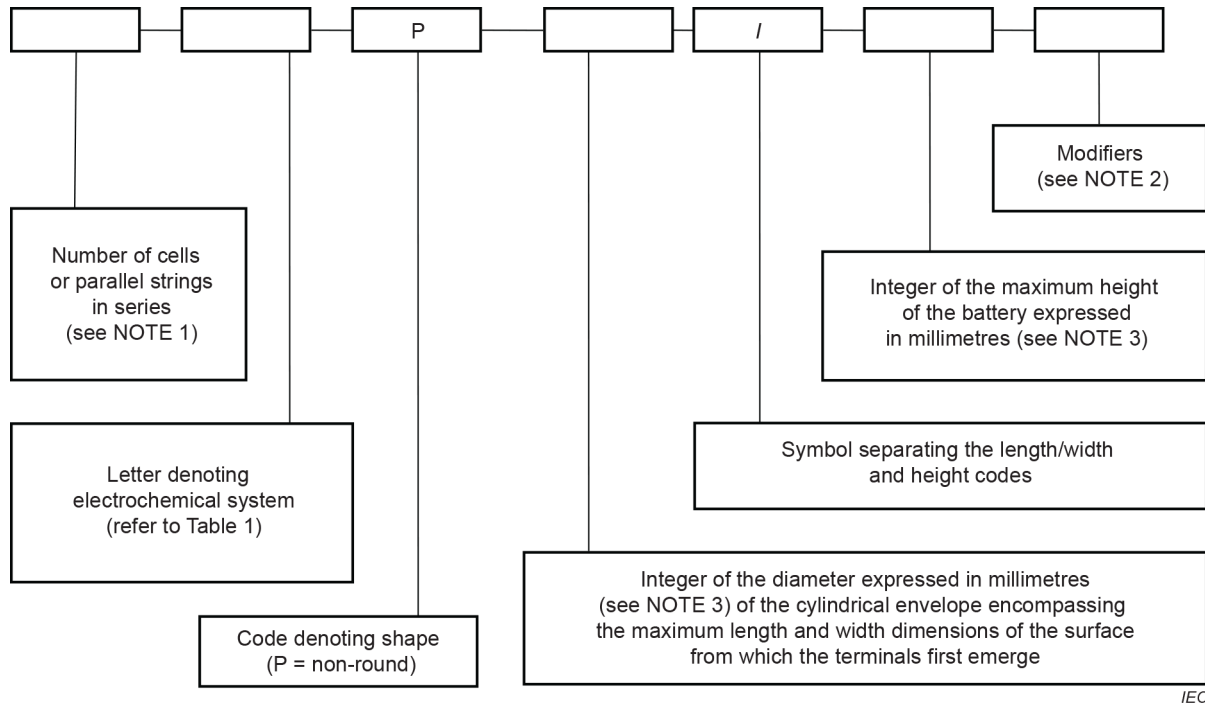 P
/
Modifiers
(see NOTE 2)
Number of cells
or parallel strings
in series
(see NOTE 1)
Integer of the maximum height
of the battery expressed
in millimetres (see NOTE 3)
Letter denoting
electrochemical system
(refer to Table 1)
Symbol separating the length/width
and height codes
Code denoting shape
(P = non-round)
Integer of the diameter expressed in millimetres
(see NOTE 3) of the cylindrical envelope encompassing
the maximum length and width dimensions of the surface
from which the terminals first emerge
IEC